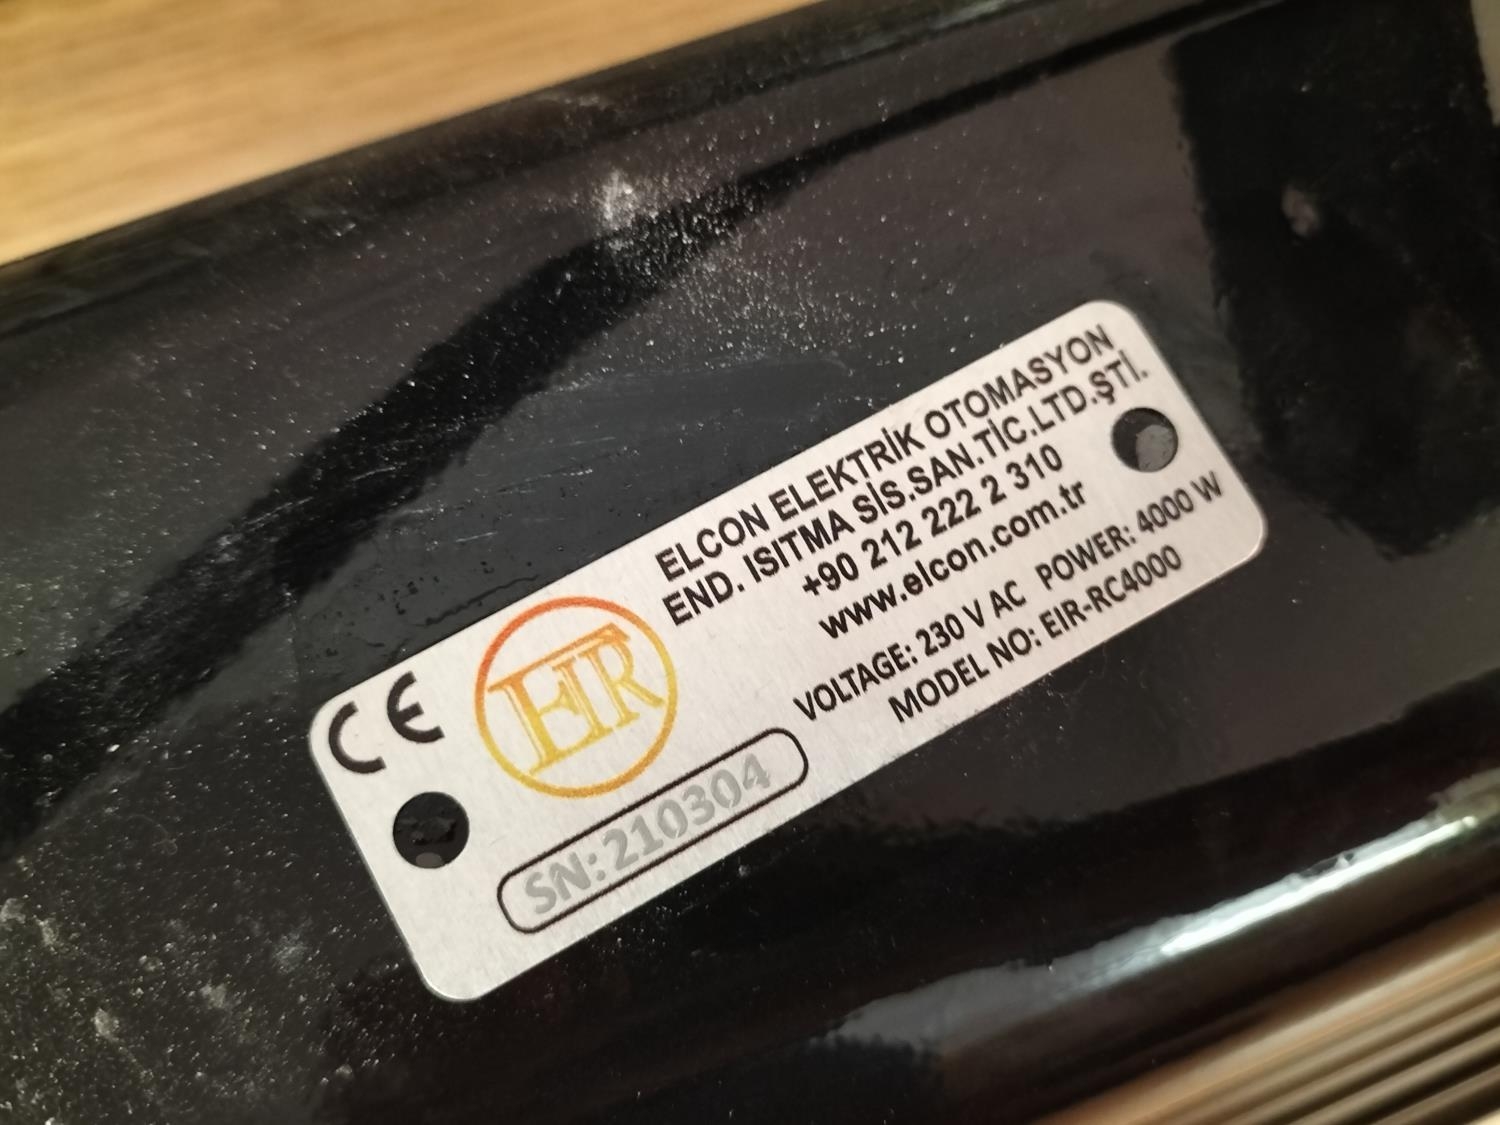 ELCON ELEKTRİK OTOMASYON
END. ISITMA SİS.SAN.TİC.LTD.ŞTİ.
+90 212 222 2 310
www.elcon.com.tr
VOLTAGE: 230 V AC POWER: 4000 W
MODEL NO: EIR-RC4000
CE
EIR
SN: 210304